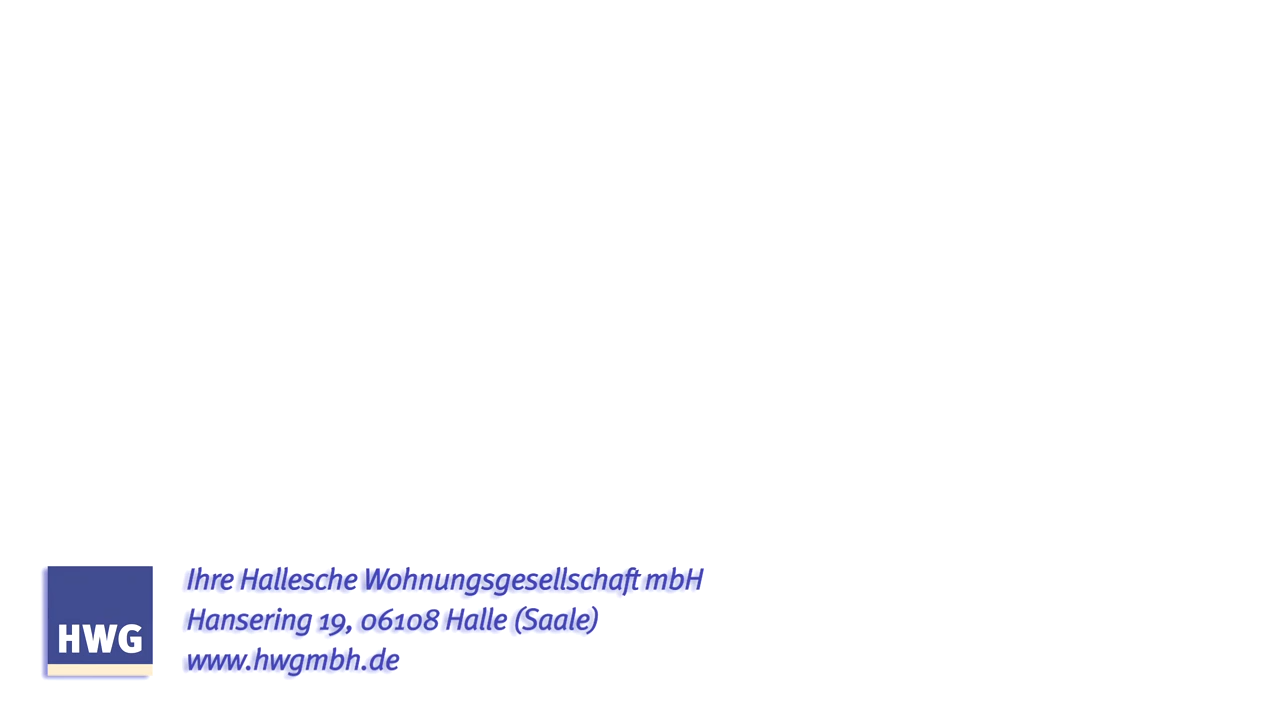 HWG
Ihre Hallesche Wohnungsgesellschaft mbH
Hansering 19, 06108 Halle (Saale)
www.hwgmbh.de